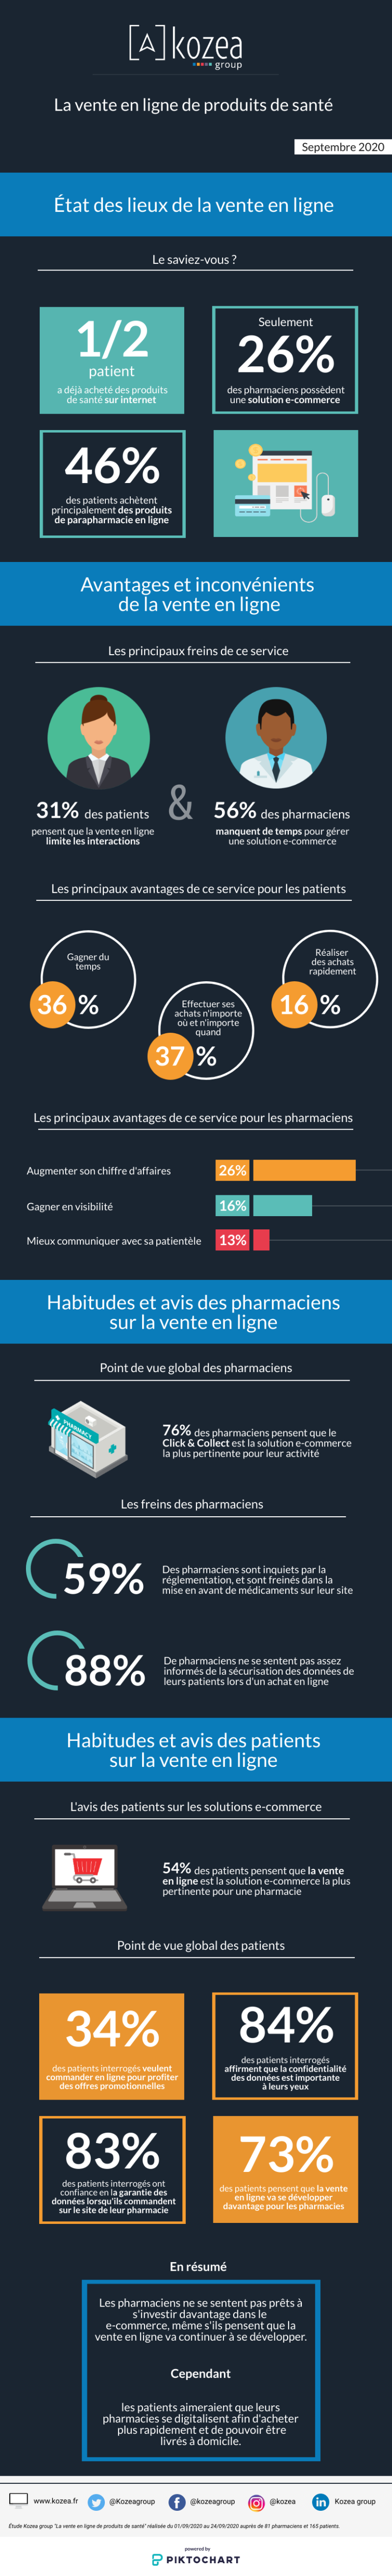 [A]kozea
group
La vente en ligne de produits de santé
Septembre 2020
État des lieux de la vente en ligne
Le saviez-vous ?
1/2
patient
a déjà acheté des produits
de santé sur internet
Seulement
26%
des pharmaciens possèdent
une solution e-commerce
46%
des patients achètent
principalement des produits
de parapharmacie en ligne
Avantages et inconvénients
de la vente en ligne
Les principaux freins de ce service
31% des patients
pensent que la vente en ligne
limite les interactions
&
56% des pharmaciens
manquent de temps pour gérer
une solution e-commerce
Les principaux avantages de ce service pour les patients
Gagner du
temps
36 %
Effectuer ses
achats n'importe
où et n'importe
quand
37 %
Réaliser
des achats
rapidement
16 %
Les principaux avantages de ce service pour les pharmaciens
Augmenter son chiffre d'affaires 26%
Gagner en visibilité 16%
Mieux communiquer avec sa patientèle 13%
Habitudes et avis des pharmaciens
sur la vente en ligne
Point de vue global des pharmaciens
PHARMACY
76% des pharmaciens pensent que le
Click & Collect est la solution e-commerce
la plus pertinente pour leur activité
Les freins des pharmaciens
59%
Des pharmaciens sont inquiets par la
réglementation, et sont freinés dans la
mise en avant de médicaments sur leur site
88%
De pharmaciens ne se sentent pas assez
informés de la sécurisation des données de
leurs patients lors d'un achat en ligne
Habitudes et avis des patients
sur la vente en ligne
L'avis des patients sur les solutions e-commerce
54% des patients pensent que la vente
en ligne est la solution e-commerce la plus
pertinente pour une pharmacie
Point de vue global des patients
34%
des patients interrogés veulent
commander en ligne pour profiter
des offres promotionnelles
84%
des patients interrogés
affirment que la confidentialité
des données est importante
à leurs yeux
83%
des patients interrogés ont
confiance en la garantie des
données lorsqu'ils commandent
sur le site de leur pharmacie
73%
des patients pensent que la vente
en ligne va se développer
davantage pour les pharmacies
En résumé
Les pharmaciens ne se sentent pas prêts à
s'investir davantage dans le
e-commerce, même s'ils pensent que la
vente en ligne va continuer à se développer.
Cependant
les patients aimeraient que leurs
pharmacies se digitalisent afin d'acheter
plus rapidement et de pouvoir être
livrés à domicile.
www.kozea.fr @Kozeagroup @kozeagroup @kozea Kozea group
Étude Kozea group "La vente en ligne de produits de santé" réalisée du 01/09/2020 au 24/09/2020 auprès de 81 pharmaciens et 165 patients.
powered by
PIKTOCHART